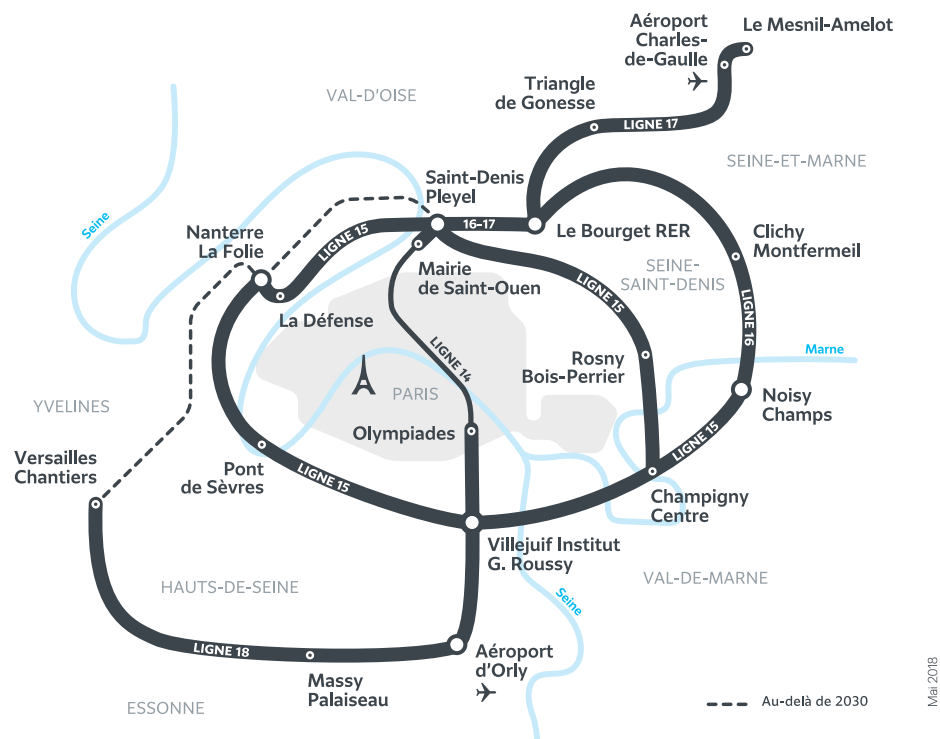 Aéroport
Charles-
de-Gaulle
Le Mesnil-Amelot
Triangle
de Gonesse
VAL-D'OISE
LIGNE 17
SEINE-ET-MARNE
Saint-Denis
Pleyel
Seine
Nanterre
La Folie
LIGNE 15
16-17
Le Bourget RER
Clichy
Montfermeil
Mairie
de Saint-Ouen
SEINE-
SAINT-DENIS
LIGNE 15
La Défense
LIGNE 16
LIGNE 14
Marne
Rosny
Bois-Perrier
PARIS
YVELINES
Noisy
Champs
Olympiades
LIGNE 15
Versailles
Chantiers
Pont
de Sèvres
LIGNE 15
Champigny
Centre
Villejuif Institut
G. Roussy
HAUTS-DE-SEINE
VAL-DE-MARNE
Seine
LIGNE 18
Aéroport
d'Orly
Massy
Palaiseau
ESSONNE
Au-delà de 2030
Mai 2018